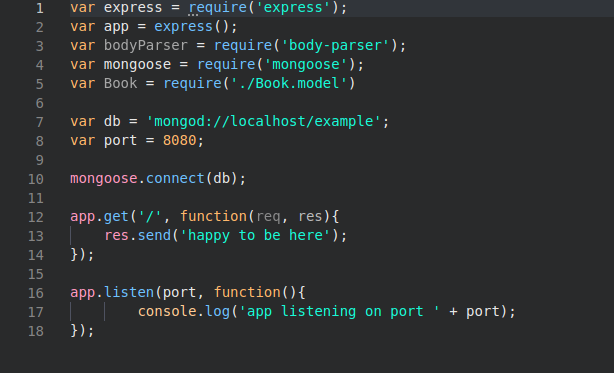 1 var express = require('express');
2 var app = express();
3 var bodyParser = require('body-parser');
4 var mongoose = require('mongoose');
5 var Book = require('./Book.model')
6
7 var db = 'mongod://localhost/example';
8 var port = 8080;
9
10 mongoose.connect(db);
11
12 app.get('/', function(req, res){
13     res.send('happy to be here');
14 });
15
16 app.listen(port, function(){
17         console.log('app listening on port ' + port);
18 });